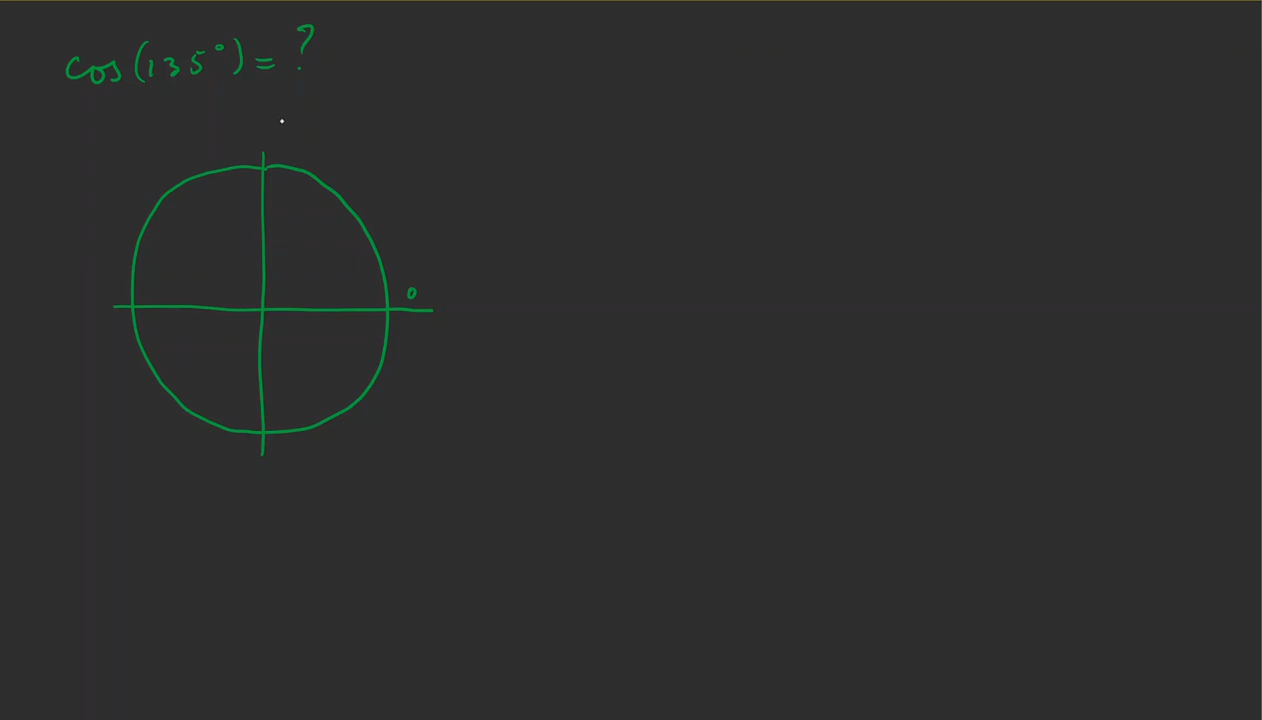 cos(135°) = ?
0